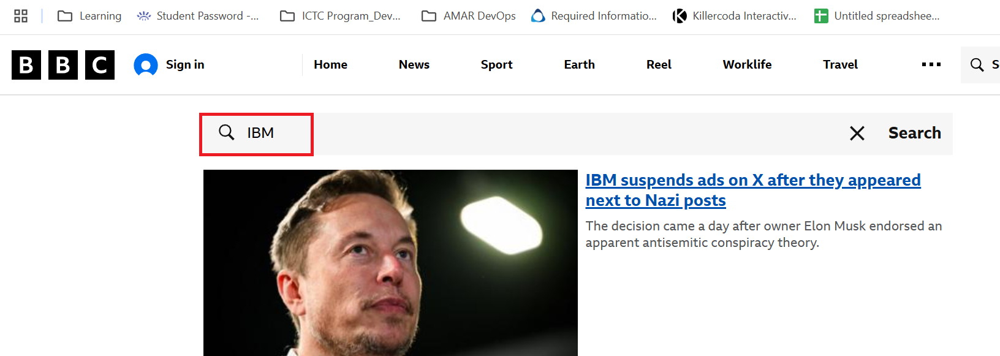 Learning Student Password -... ICTC Program_Dev... AMAR DevOps Required Informatio... Killercoda Interactiv... Untitled spreadshee...
BBC Sign in Home News Sport Earth Reel Worklife Travel ... S
IBM Search
IBM suspends ads on X after they appeared
next to Nazi posts
The decision came a day after owner Elon Musk endorsed an
apparent antisemitic conspiracy theory.